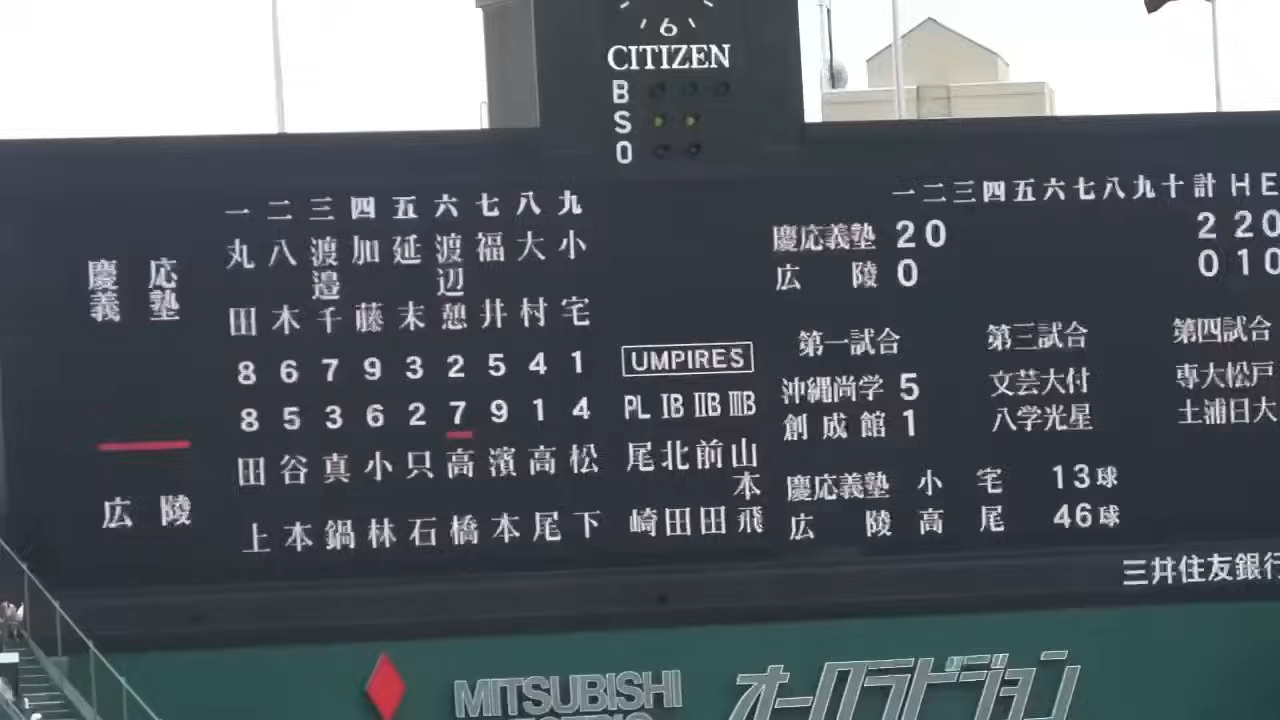 6
CITIZEN
B
S
O
一 二 三 四 五 六 七 八 九
慶応義塾
丸田 八木 渡邉千 加藤 延末 渡辺憩 福井 大村 小宅
8 6 7 9 3 2 5 4 1
8 5 3 6 2 7 9 1 4
広陵
田上 谷本 真鍋 小林 只石 高橋 濱本 高尾 松下
UMPIRES
PL IB IIB IIIB
尾崎 北田 前田 山本飛
一 二 三 四 五 六 七 八 九 十 計 H E
慶応義塾 2 0 2 2 0
広陵 0 0 1 0
第一試合 第三試合 第四試合
沖縄尚学 5 文芸大付 専大松戸
創成館 1 八学光星 土浦日大
慶応義塾 小宅 13球
広陵 高尾 46球
三井住友銀行
MITSUBISHI
ELECTRIC
オーロラビジョン